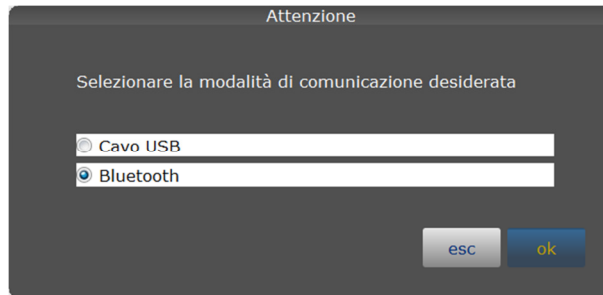 Attenzione
Selezionare la modalità di comunicazione desiderata
Cavo USB
Bluetooth
esc ok